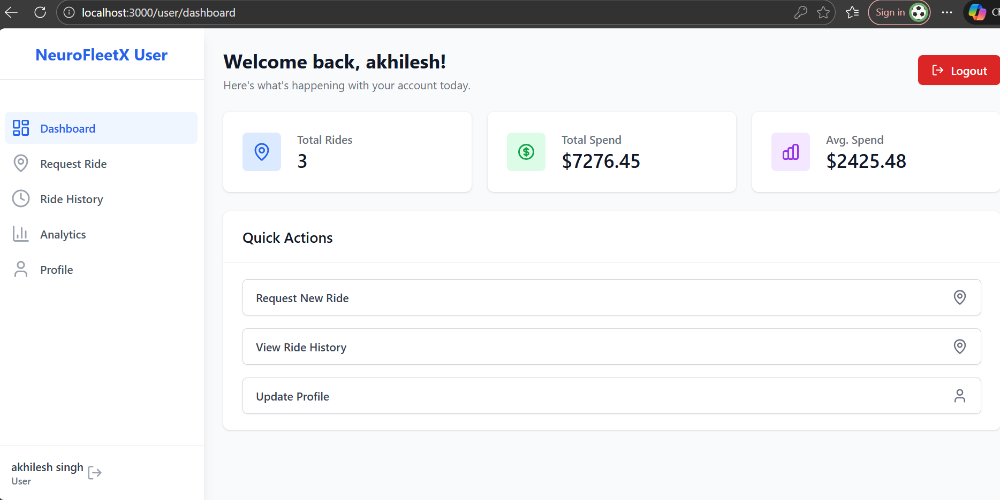 localhost:3000/user/dashboard
Sign in
NeuroFleetX User
Dashboard
Request Ride
Ride History
Analytics
Profile
akhilesh singh
User
Welcome back, akhilesh!
Here's what's happening with your account today.
Logout
Total Rides
3
Total Spend
$7276.45
Avg. Spend
$2425.48
Quick Actions
Request New Ride
View Ride History
Update Profile